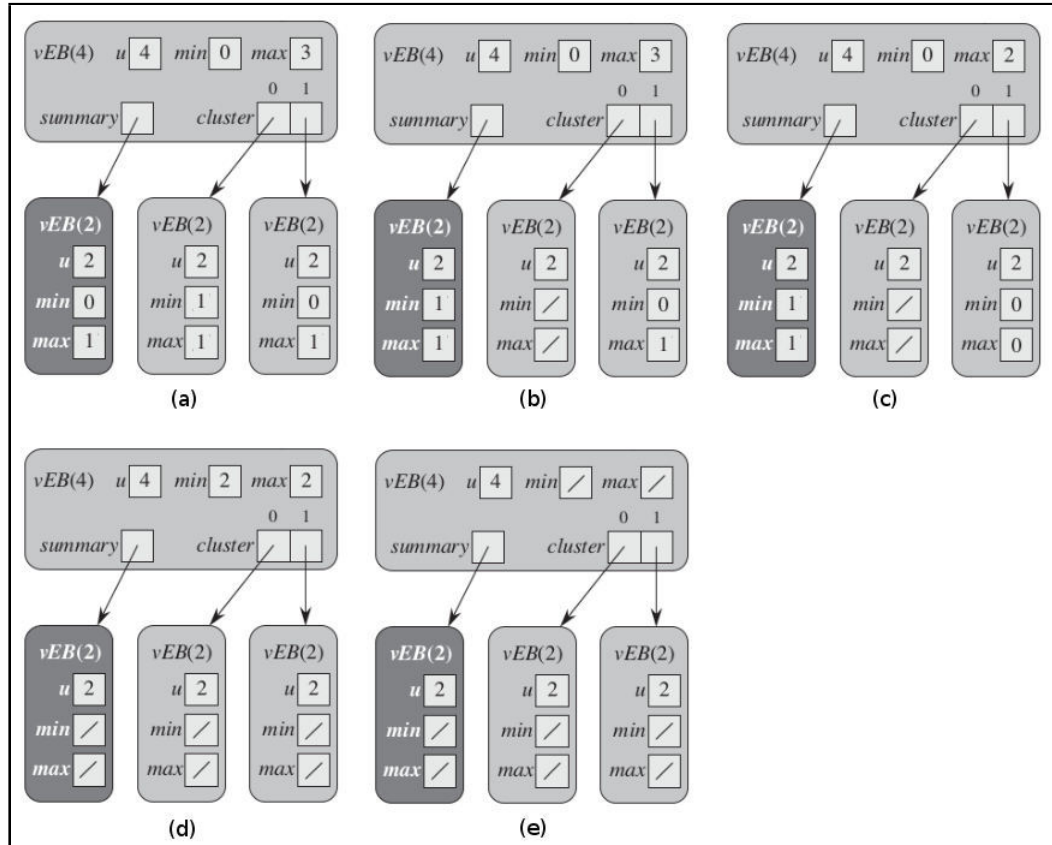 vEB(4) u 4 min 0 max 3
0 1
summary cluster
vEB(2) vEB(2) vEB(2)
u 2 u 2 u 2
min 0 min 1 min 0
max 1 max 1 max 1
(a)
vEB(4) u 4 min 0 max 3
0 1
summary cluster
vEB(2) vEB(2) vEB(2)
u 2 u 2 u 2
min 1 min / min 0
max 1 max / max 1
(b)
vEB(4) u 4 min 0 max 2
0 1
summary cluster
vEB(2) vEB(2) vEB(2)
u 2 u 2 u 2
min 1 min / min 0
max 1 max / max 0
(c)
vEB(4) u 4 min 2 max 2
0 1
summary cluster
vEB(2) vEB(2) vEB(2)
u 2 u 2 u 2
min / min / min /
max / max / max /
(d)
vEB(4) u 4 min / max /
0 1
summary cluster
vEB(2) vEB(2) vEB(2)
u 2 u 2 u 2
min / min / min /
max / max / max /
(e)